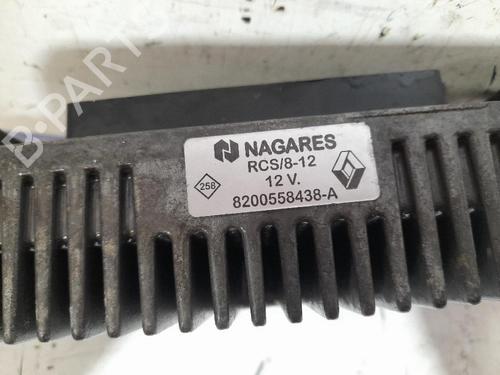 B-PARTS
NAGARES
RCS/8-12
258
12 V.
8200558438-A